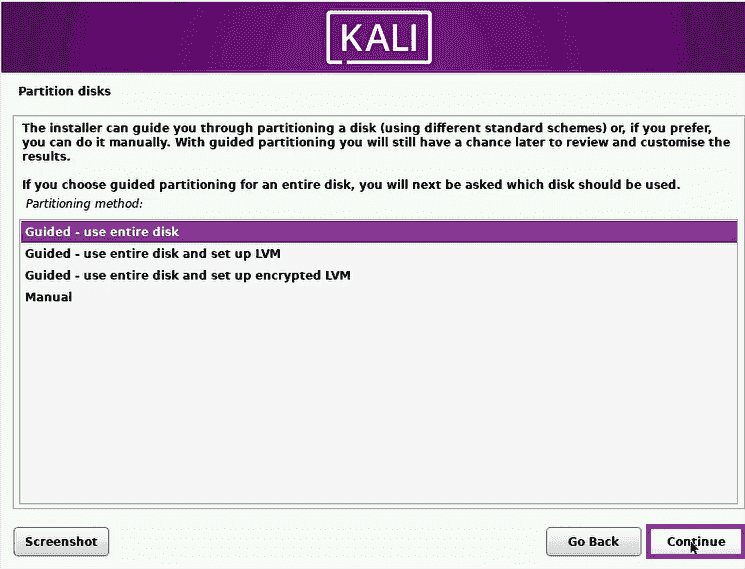 KALI
Partition disks
The installer can guide you through partitioning a disk (using different standard schemes) or, if you prefer,
you can do it manually. With guided partitioning you will still have a chance later to review and customise the
results.
If you choose guided partitioning for an entire disk, you will next be asked which disk should be used.
Partitioning method:
Guided - use entire disk
Guided - use entire disk and set up LVM
Guided - use entire disk and set up encrypted LVM
Manual
Screenshot
Go Back
Continue